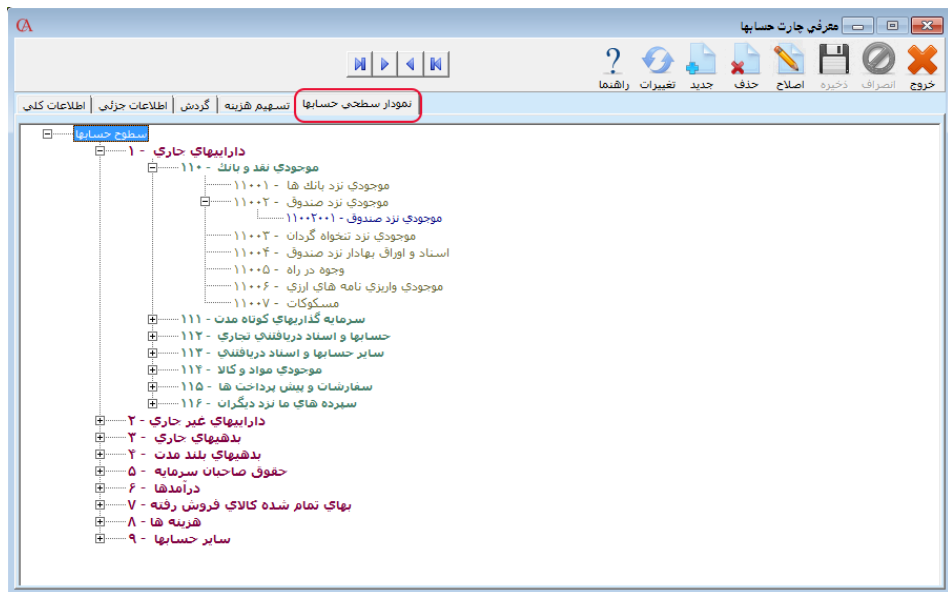 معرفي چارت حسابها
خروج انصراف ذخيره اصلاح حذف جديد تغييرات راهنما
اطلاعات كلي اطلاعات جزئي گردش تسهيم هزينه نمودار سطحي حسابها
سطوح حسابها
داراييهاي جاري - ۱
موجودي نقد و بانك - ۱۱۰
موجودي نزد بانك ها - ۱۱۰۰۱
موجودي نزد صندوق - ۱۱۰۰۲
موجودي نزد صندوق - ۱۱۰۰۲۰۰۱
موجودي نزد تنخواه گردان - ۱۱۰۰۳
اسناد و اوراق بهادار نزد صندوق - ۱۱۰۰۴
وجوه در راه - ۱۱۰۰۵
موجودي واريزي نامه هاي ارزي - ۱۱۰۰۶
مسكوكات - ۱۱۰۰۷
سرمايه گذاريهاي كوتاه مدت - ۱۱۱
حسابها و اسناد دريافتني تجاري - ۱۱۲
ساير حسابها و اسناد دريافتني - ۱۱۳
موجودي مواد و كالا - ۱۱۴
سفارشات و پيش پرداخت ها - ۱۱۵
سپرده هاي ما نزد ديگران - ۱۱۶
داراييهاي غير جاري - ۲
بدهيهاي جاري - ۳
بدهيهاي بلند مدت - ۴
حقوق صاحبان سرمايه - ۵
درآمدها - ۶
بهاي تمام شده كالاي فروش رفته - ۷
هزينه ها - ۸
ساير حسابها - ۹